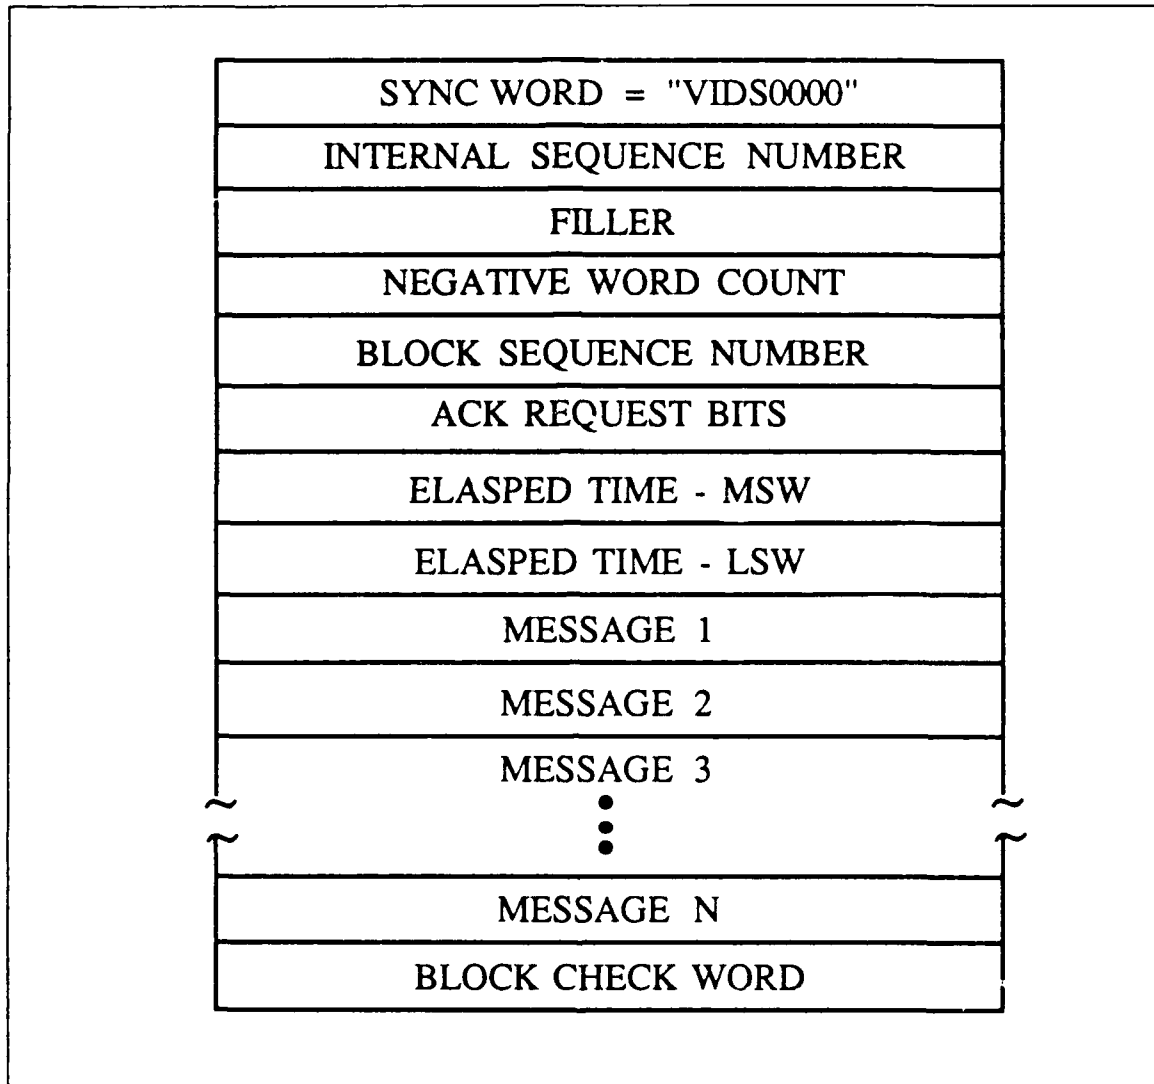 SYNC WORD = "VIDS0000"
INTERNAL SEQUENCE NUMBER
FILLER
NEGATIVE WORD COUNT
BLOCK SEQUENCE NUMBER
ACK REQUEST BITS
ELASPED TIME - MSW
ELASPED TIME - LSW
MESSAGE 1
MESSAGE 2
MESSAGE 3
MESSAGE N
BLOCK CHECK WORD